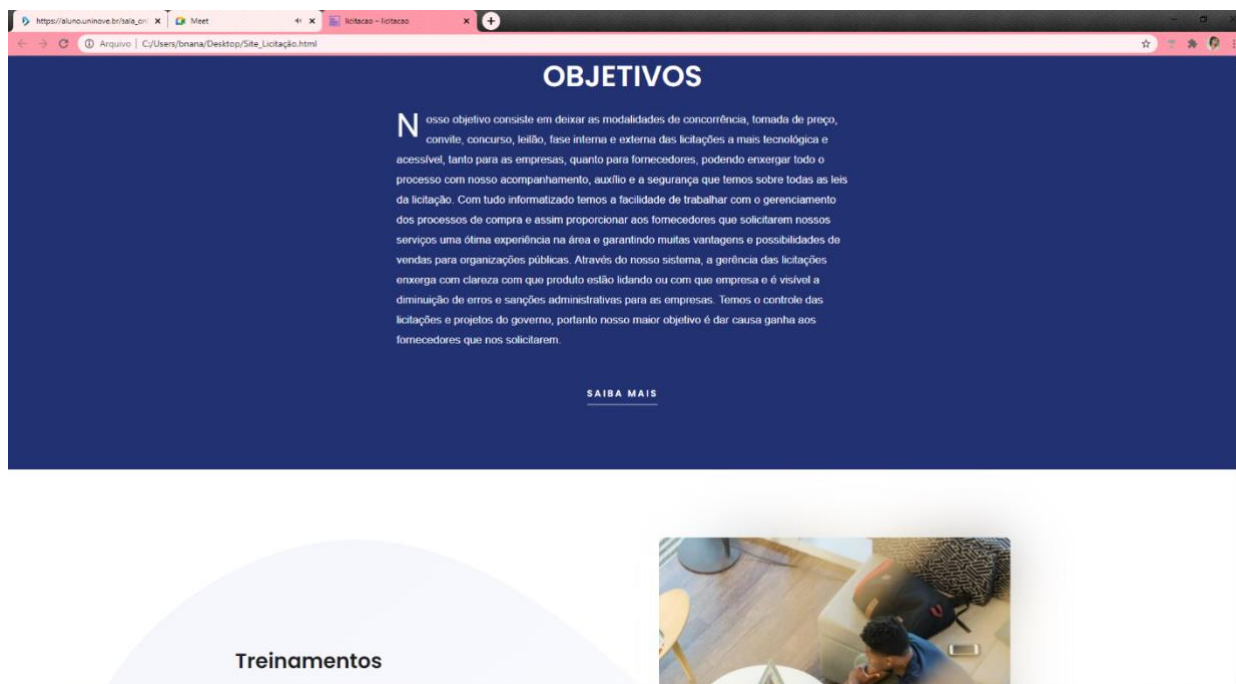 https://aluno.uninove.br/sala_on
Meet
licitacao – licitacao
Arquivo | C:/Users/bnana/Desktop/Site_Licitação.html
OBJETIVOS
Nosso objetivo consiste em deixar as modalidades de concorrência, tomada de preço,
convite, concurso, leilão, fase interna e externa das licitações a mais tecnológica e
acessível, tanto para as empresas, quanto para fornecedores, podendo enxergar todo o
processo com nosso acompanhamento, auxílio e a segurança que temos sobre todas as leis
da licitação. Com tudo informatizado temos a facilidade de trabalhar com o gerenciamento
dos processos de compra e assim proporcionar aos fornecedores que solicitarem nossos
serviços uma ótima experiência na área e garantindo muitas vantagens e possibilidades de
vendas para organizações públicas. Através do nosso sistema, a gerência das licitações
enxerga com clareza com que produto estão lidando ou com que empresa e é visível a
diminuição de erros e sanções administrativas para as empresas. Temos o controle das
licitações e projetos do governo, portanto nosso maior objetivo é dar causa ganha aos
fornecedores que nos solicitarem.
SAIBA MAIS
Treinamentos